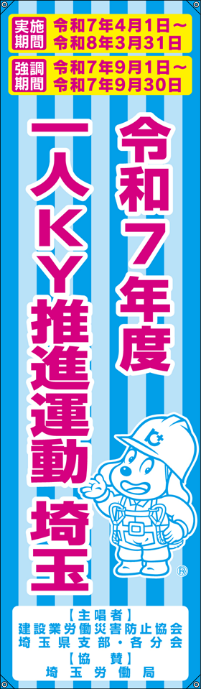 実施
期間
令和7年4月1日～
令和8年3月31日
強調
期間
令和7年9月1日～
令和7年9月30日
令和7年度
一人KY推進運動 埼玉
®
【主唱者】
建設業労働災害防止協会
埼玉県支部・各分会
【協　賛】
埼玉労働局